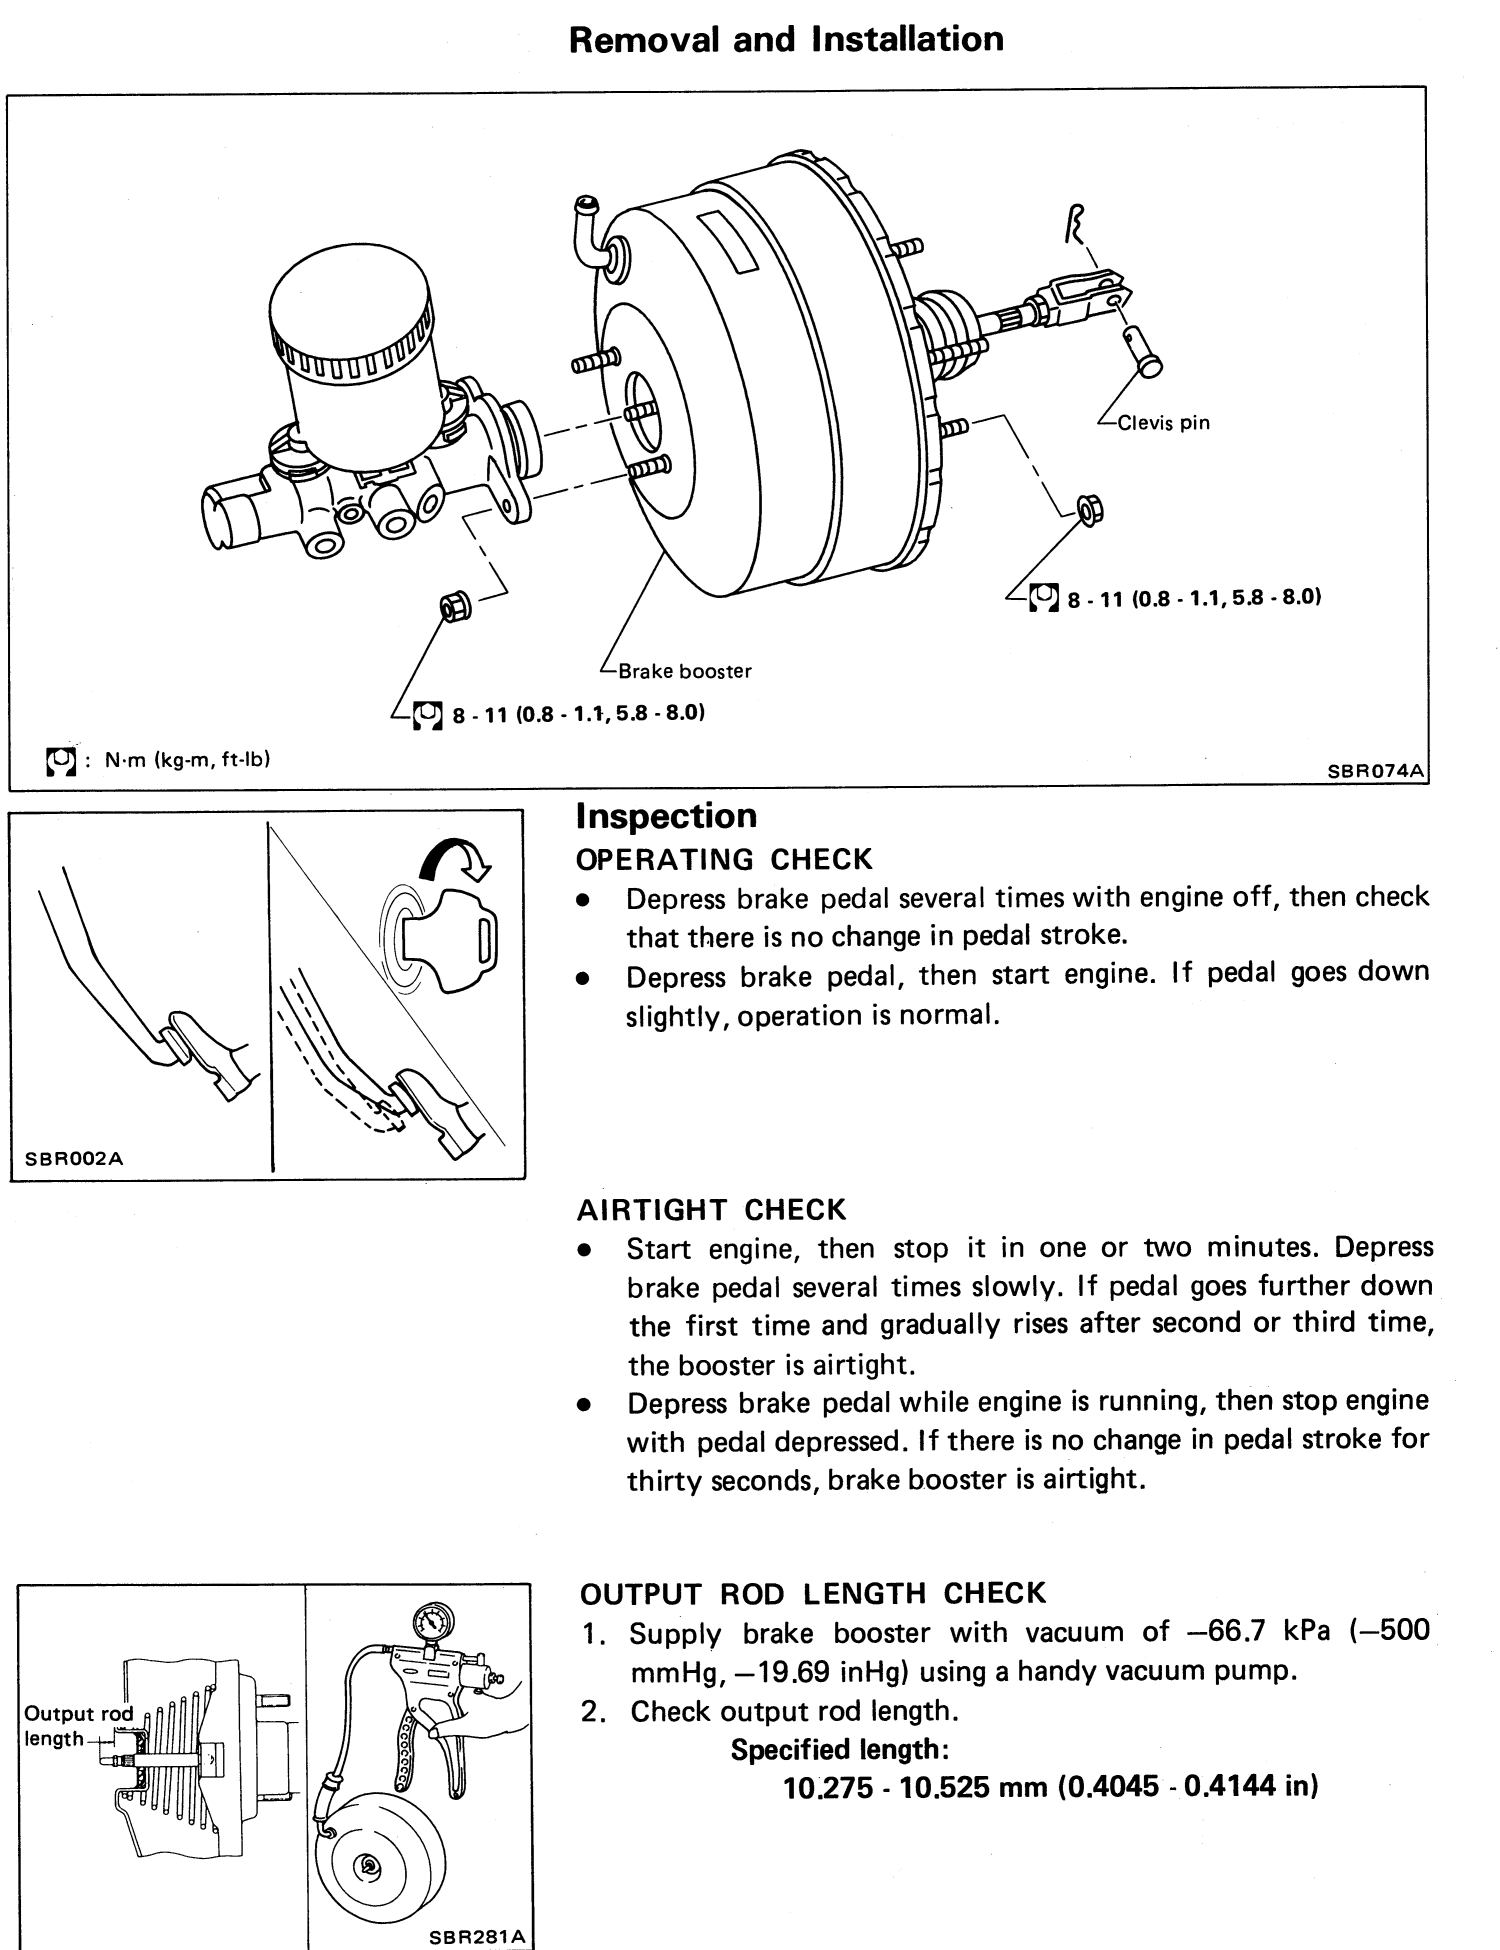 Removal and Installation
Clevis pin
8 - 11 (0.8 - 1.1, 5.8 - 8.0)
Brake booster
8 - 11 (0.8 - 1.1, 5.8 - 8.0)
: N·m (kg-m, ft-lb)
SBR074A
Inspection
OPERATING CHECK
● Depress brake pedal several times with engine off, then check
that there is no change in pedal stroke.
● Depress brake pedal, then start engine. If pedal goes down
slightly, operation is normal.
SBR002A
AIRTIGHT CHECK
● Start engine, then stop it in one or two minutes. Depress
brake pedal several times slowly. If pedal goes further down
the first time and gradually rises after second or third time,
the booster is airtight.
● Depress brake pedal while engine is running, then stop engine
with pedal depressed. If there is no change in pedal stroke for
thirty seconds, brake booster is airtight.
Output rod
length
SBR281A
OUTPUT ROD LENGTH CHECK
1. Supply brake booster with vacuum of −66.7 kPa (−500
mmHg, −19.69 inHg) using a handy vacuum pump.
2. Check output rod length.
Specified length:
10.275 - 10.525 mm (0.4045 - 0.4144 in)